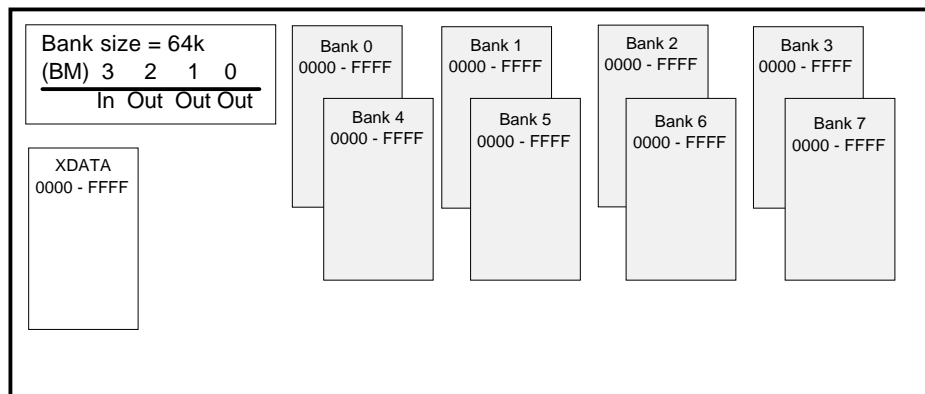 Bank size = 64k
(BM) 3 2 1 0
In Out Out Out
XDATA
0000 - FFFF
Bank 0
0000 - FFFF
Bank 1
0000 - FFFF
Bank 2
0000 - FFFF
Bank 3
0000 - FFFF
Bank 4
0000 - FFFF
Bank 5
0000 - FFFF
Bank 6
0000 - FFFF
Bank 7
0000 - FFFF